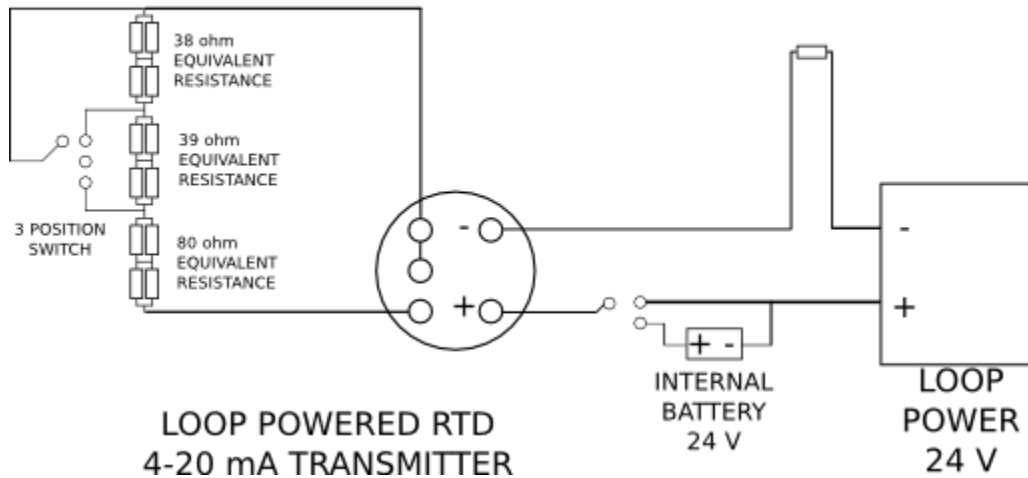 38 ohm
EQUIVALENT
RESISTANCE
39 ohm
EQUIVALENT
RESISTANCE
3 POSITION
SWITCH
80 ohm
EQUIVALENT
RESISTANCE
-
+
-
+
+ -
INTERNAL
BATTERY
24 V
LOOP
POWER
24 V
LOOP POWERED RTD
4-20 mA TRANSMITTER